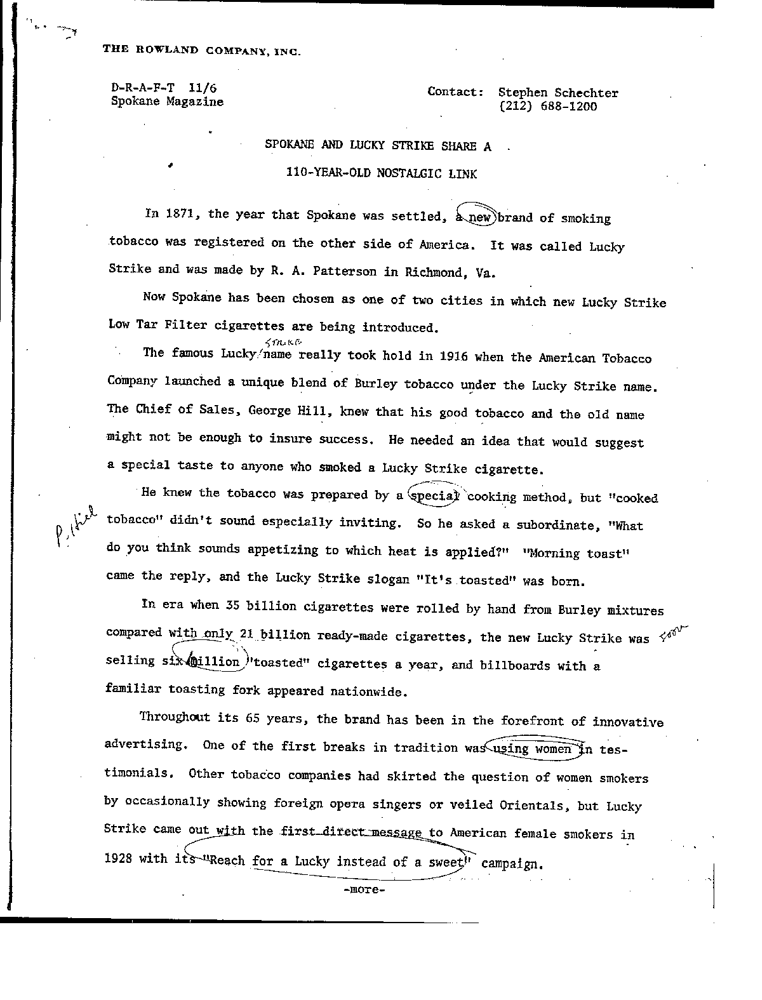 THE ROWLAND COMPANY, INC.
D-R-A-F-T 11/6
Spokane Magazine
Contact: Stephen Schechter
(212) 688-1200
SPOKANE AND LUCKY STRIKE SHARE A
110-YEAR-OLD NOSTALGIC LINK
In 1871, the year that Spokane was settled, a new brand of smoking
tobacco was registered on the other side of America. It was called Lucky
Strike and was made by R. A. Patterson in Richmond, Va.
Now Spokane has been chosen as one of two cities in which new Lucky Strike
Low Tar Filter cigarettes are being introduced.
STRIKE
The famous Lucky/name really took hold in 1916 when the American Tobacco
Company launched a unique blend of Burley tobacco under the Lucky Strike name.
The Chief of Sales, George Hill, knew that his good tobacco and the old name
might not be enough to insure success. He needed an idea that would suggest
a special taste to anyone who smoked a Lucky Strike cigarette.
He knew the tobacco was prepared by a special cooking method, but "cooked
tobacco" didn't sound especially inviting. So he asked a subordinate, "What
do you think sounds appetizing to which heat is applied?" "Morning toast"
came the reply, and the Lucky Strike slogan "It's toasted" was born.
In era when 35 billion cigarettes were rolled by hand from Burley mixtures
compared with only 21 billion ready-made cigarettes, the new Lucky Strike was soon
selling six million "toasted" cigarettes a year, and billboards with a
familiar toasting fork appeared nationwide.
Throughout its 65 years, the brand has been in the forefront of innovative
advertising. One of the first breaks in tradition was using women in tes-
timonials. Other tobacco companies had skirted the question of women smokers
by occasionally showing foreign opera singers or veiled Orientals, but Lucky
Strike came out with the first direct message to American female smokers in
1928 with its "Reach for a Lucky instead of a sweet" campaign.
-more-